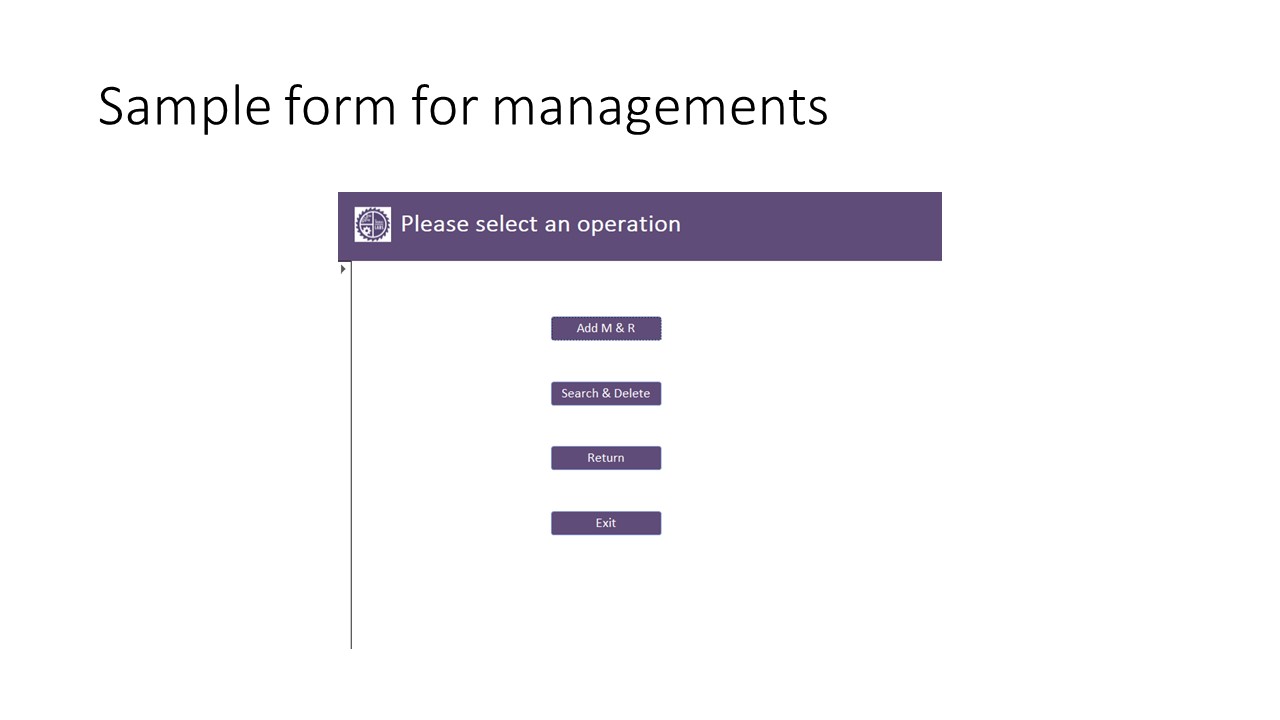 Sample form for managements
Please select an operation
Add M & R
Search & Delete
Return
Exit